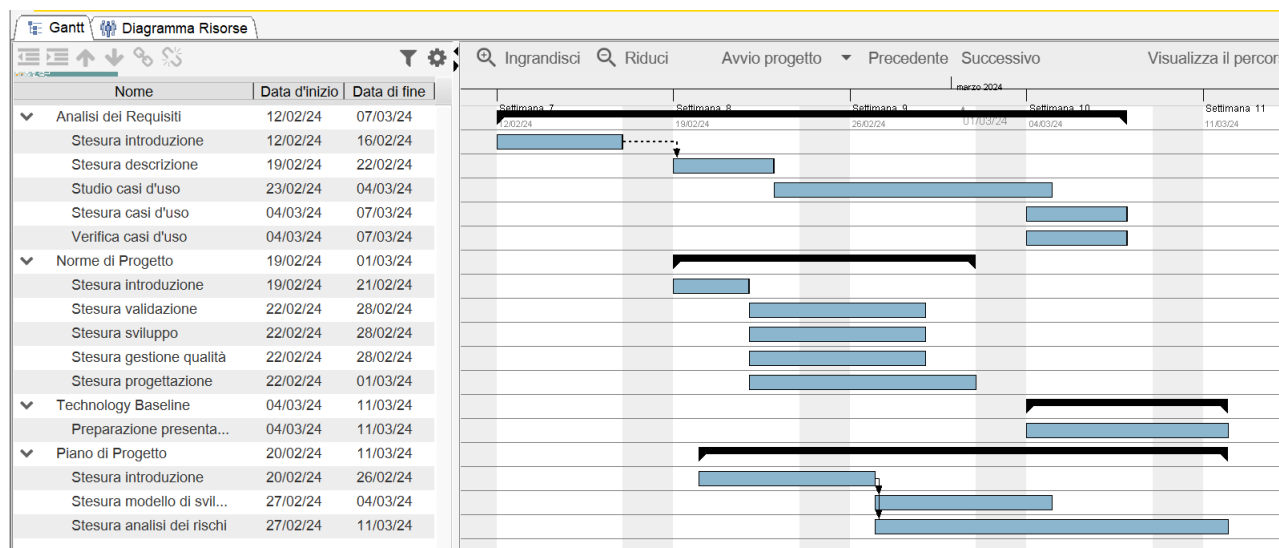 Gantt Diagramma Risorse
Ingrandisci Riduci Avvio progetto Precedente Successivo Visualizza il percor
marzo 2024
Nome Data d'inizio Data di fine
Settimana 7 Settimana 8 Settimana 9 Settimana 10 Settimana 11
12/02/24 19/02/24 26/02/24 01/03/24 04/03/24 11/03/24
Analisi dei Requisiti 12/02/24 07/03/24
Stesura introduzione 12/02/24 16/02/24
Stesura descrizione 19/02/24 22/02/24
Studio casi d'uso 23/02/24 04/03/24
Stesura casi d'uso 04/03/24 07/03/24
Verifica casi d'uso 04/03/24 07/03/24
Norme di Progetto 19/02/24 01/03/24
Stesura introduzione 19/02/24 21/02/24
Stesura validazione 22/02/24 28/02/24
Stesura sviluppo 22/02/24 28/02/24
Stesura gestione qualità 22/02/24 28/02/24
Stesura progettazione 22/02/24 01/03/24
Technology Baseline 04/03/24 11/03/24
Preparazione presenta... 04/03/24 11/03/24
Piano di Progetto 20/02/24 11/03/24
Stesura introduzione 20/02/24 26/02/24
Stesura modello di svil... 27/02/24 04/03/24
Stesura analisi dei rischi 27/02/24 11/03/24